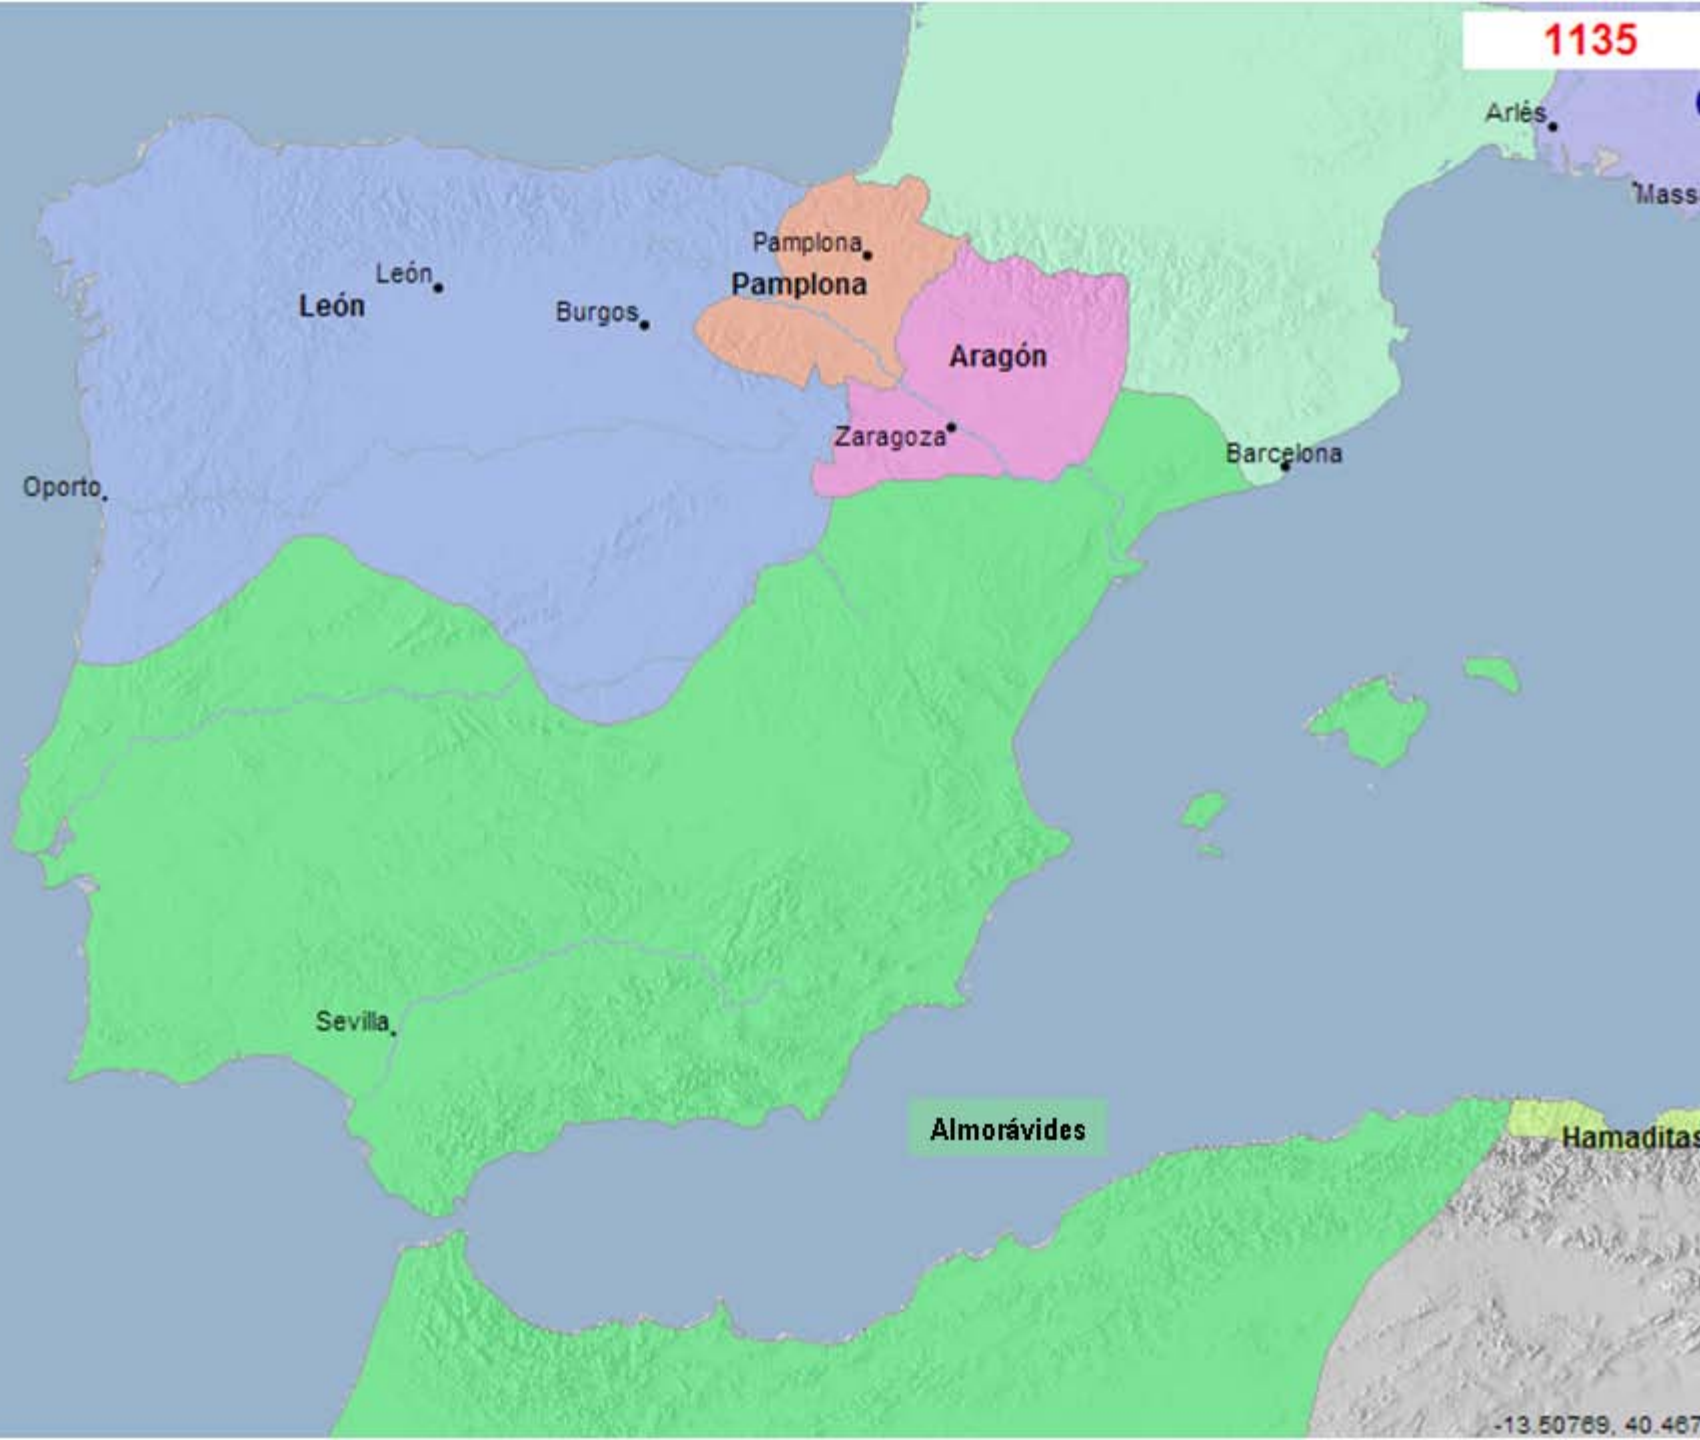 1135
Arlés
Mass
Pamplona
Pamplona
León
León
Burgos
Aragón
Zaragoza
Barcelona
Oporto
Sevilla
Almorávides
Hamaditas
-13.50769, 40.467